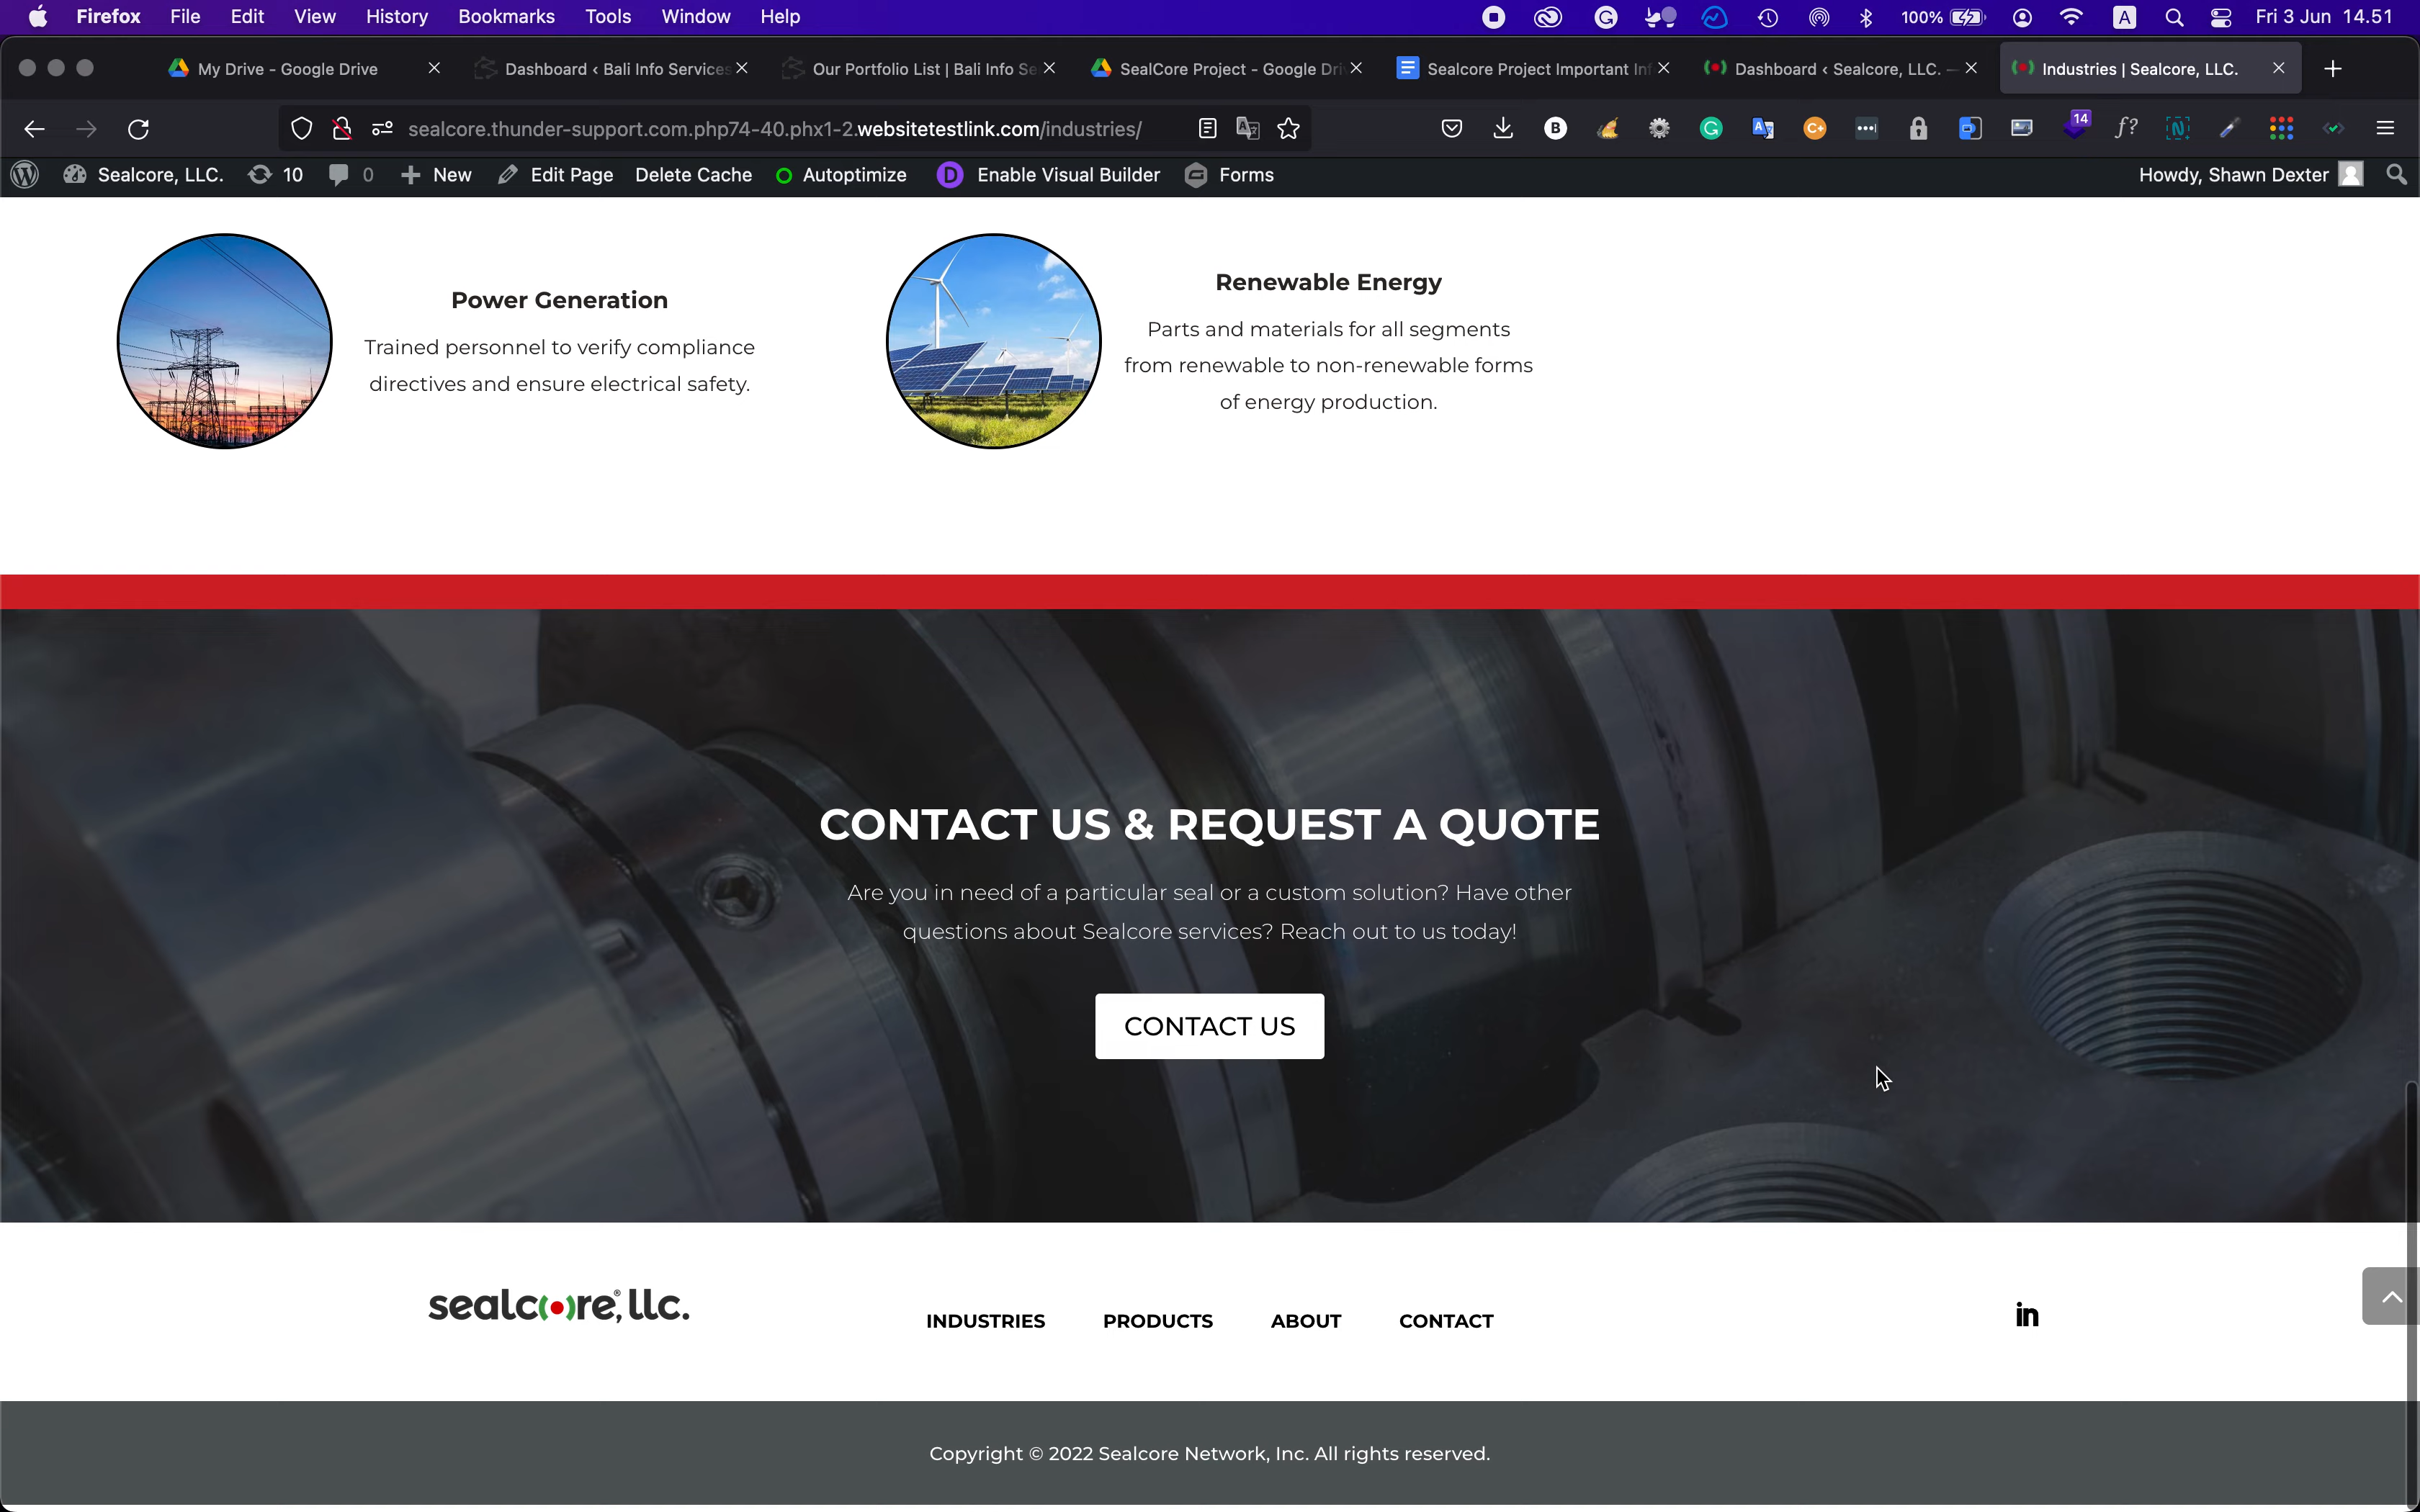 Firefox File Edit View History Bookmarks Tools Window Help 100% A Fri 3 Jun 14.51
My Drive - Google Drive
Dashboard ‹ Bali Info Services
Our Portfolio List | Bali Info Se
SealCore Project - Google Dri
Sealcore Project Important Inf
Dashboard ‹ Sealcore, LLC. —
Industries | Sealcore, LLC.
sealcore.thunder-support.com.php74-40.phx1-2.websitetestlink.com/industries/
14
Sealcore, LLC. 10 0 New Edit Page Delete Cache Autoptimize Enable Visual Builder Forms Howdy, Shawn Dexter
Power Generation
Trained personnel to verify compliance
directives and ensure electrical safety.
Renewable Energy
Parts and materials for all segments
from renewable to non-renewable forms
of energy production.
CONTACT US & REQUEST A QUOTE
Are you in need of a particular seal or a custom solution? Have other
questions about Sealcore services? Reach out to us today!
CONTACT US
sealcore,® llc.
INDUSTRIES PRODUCTS ABOUT CONTACT
in
Copyright © 2022 Sealcore Network, Inc. All rights reserved.